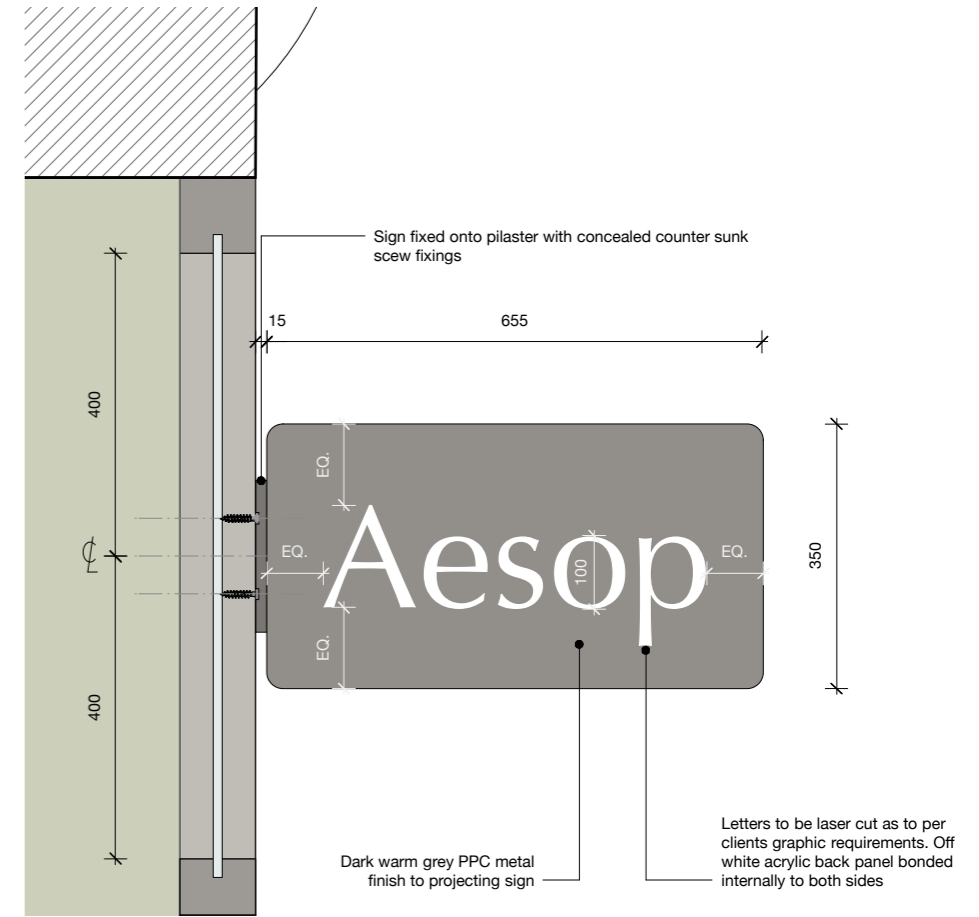 Sign fixed onto pilaster with concealed counter sunk
screw fixings
15
655
400
EQ.
Aesop
EQ.
EQ.
100
350
℄
EQ.
400
Letters to be laser cut as to per
clients graphic requirements. Off
white acrylic back panel bonded
internally to both sides
Dark warm grey PPC metal
finish to projecting sign